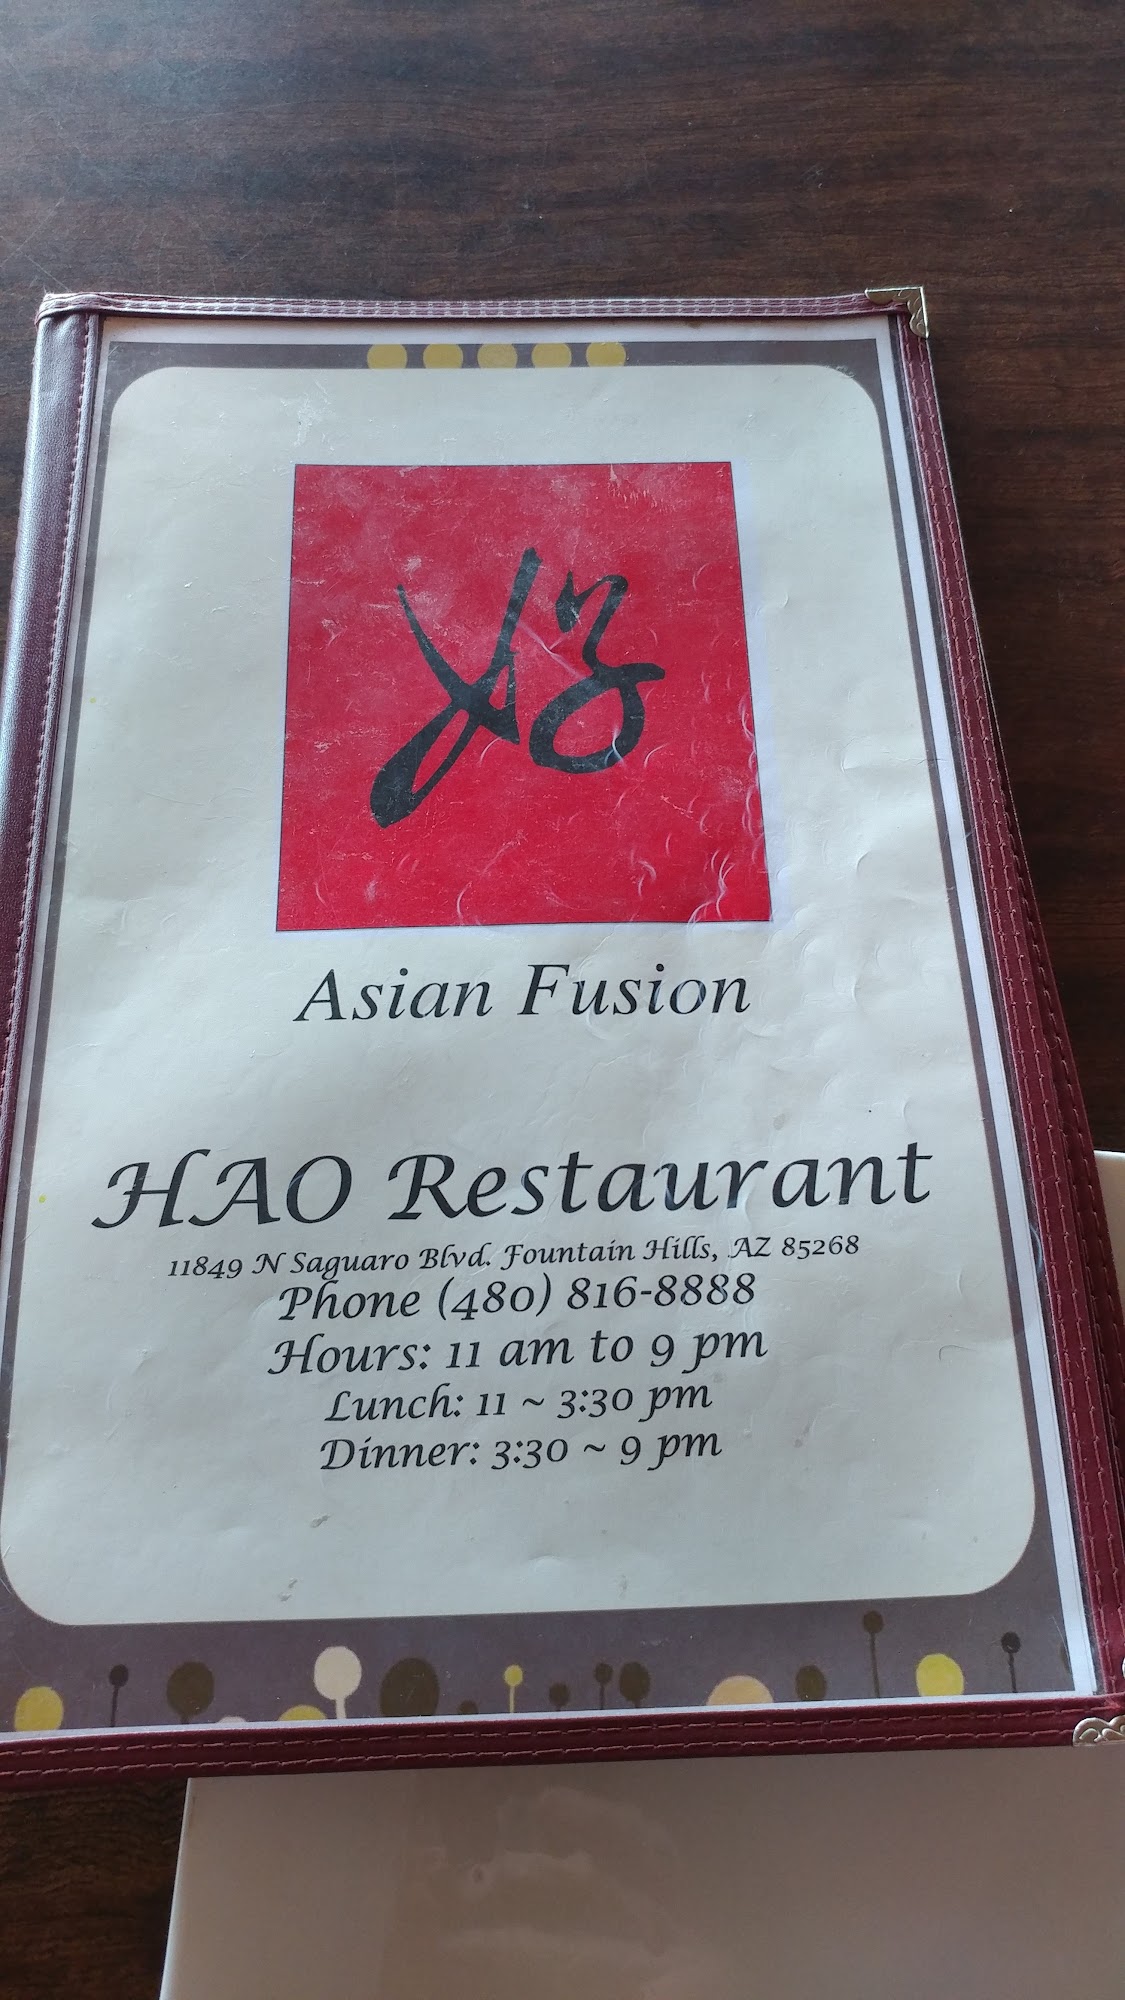 好
Asian Fusion
HAO Restaurant
11849 N Saguaro Blvd. Fountain Hills, AZ 85268
Phone (480) 816-8888
Hours: 11 am to 9 pm
Lunch: 11 ~ 3:30 pm
Dinner: 3:30 ~ 9 pm